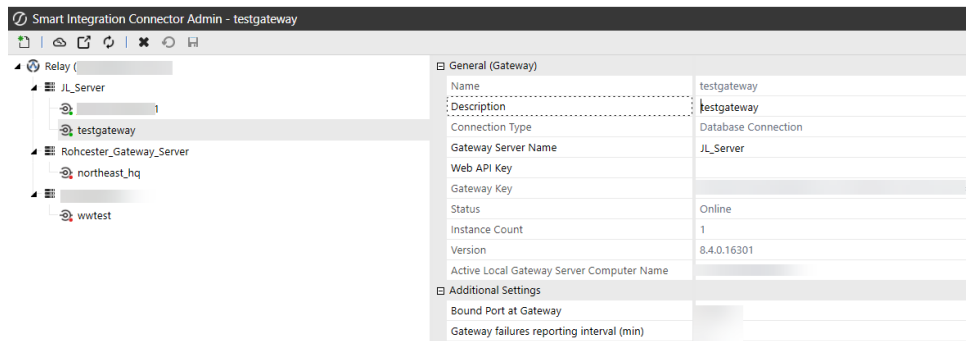 Smart Integration Connector Admin - testgateway
Relay (
JL_Server
1
testgateway
Rohcester_Gateway_Server
northeast_hq
wwtest
General (Gateway)
Name testgateway
Description testgateway
Connection Type Database Connection
Gateway Server Name JL_Server
Web API Key
Gateway Key
Status Online
Instance Count 1
Version 8.4.0.16301
Active Local Gateway Server Computer Name
Additional Settings
Bound Port at Gateway
Gateway failures reporting interval (min)